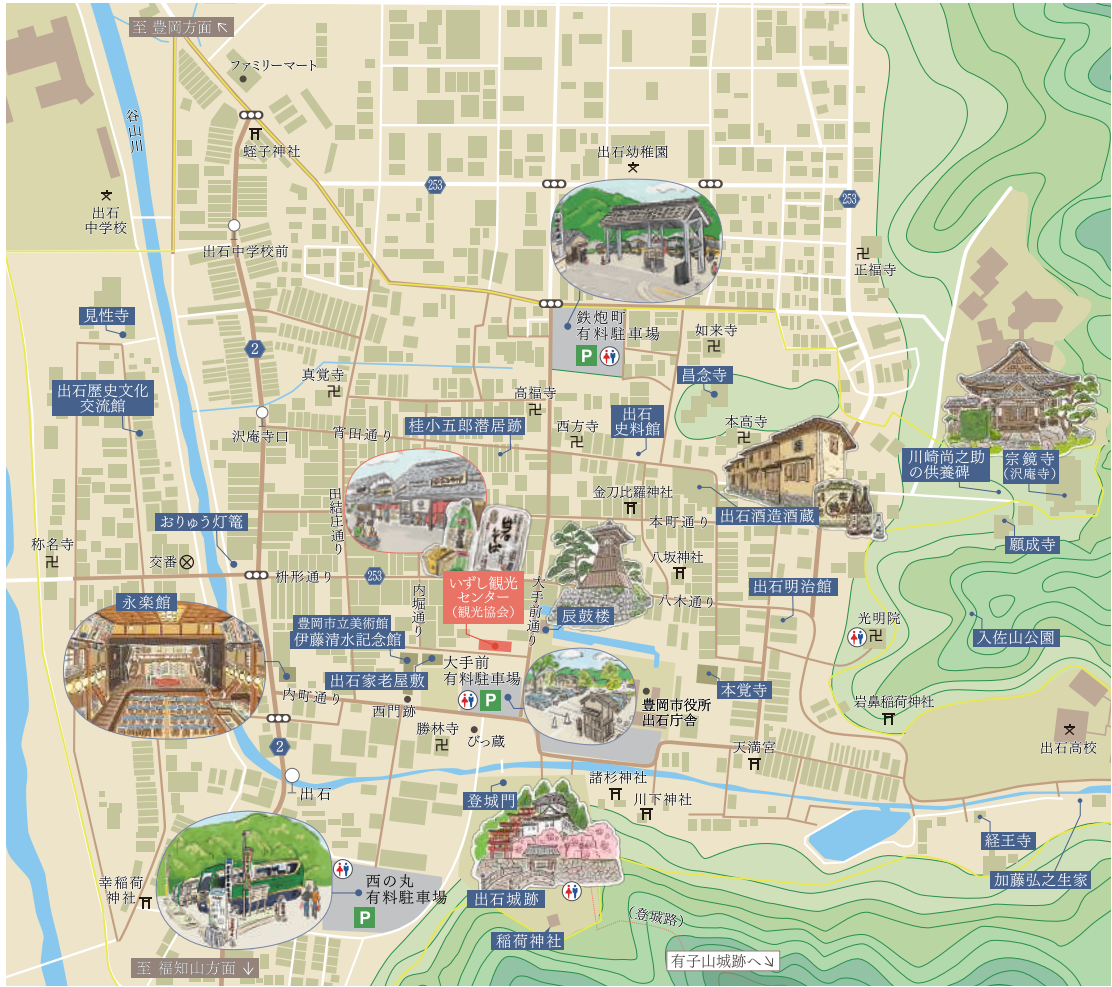 至 豊岡方面↖
ファミリーマート
谷山川
蛭子神社
出石幼稚園
253
253
出石
中学校
出石中学校前
正福寺
見性寺
鉄炮町
有料駐車場
P
如来寺
2
真覚寺
昌念寺
出石歴史文化
交流館
高福寺
出石
史料館
本高寺
沢庵寺口
宵田通り
桂小五郎潜居跡
西方寺
川崎尚之助
の供養碑
宗鏡寺
(沢庵寺)
田結庄通り
金刀比羅神社
本町通り
出石酒造酒蔵
おりゅう灯篭
出石そば
願成寺
称名寺
交番
八坂神社
枡形通り
253
内堀通り
いずし観光
センター
(観光協会)
大手前通り
辰鼓楼
八木通り
出石明治館
永楽館
豊岡市立美術館
伊藤清水記念館
光明院
入佐山公園
出石家老屋敷
大手前
有料駐車場
P
本覚寺
内町通り
西門跡
豊岡市役所
出石庁舎
岩鼻稲荷神社
勝林寺
びっ蔵
天満宮
出石高校
2
出石
諸杉神社
登城門
川下神社
経王寺
幸稲荷
神社
西の丸
有料駐車場
P
出石城跡
加藤弘之生家
(登城路)
稲荷神社
至 福知山方面↓
有子山城跡へ↘